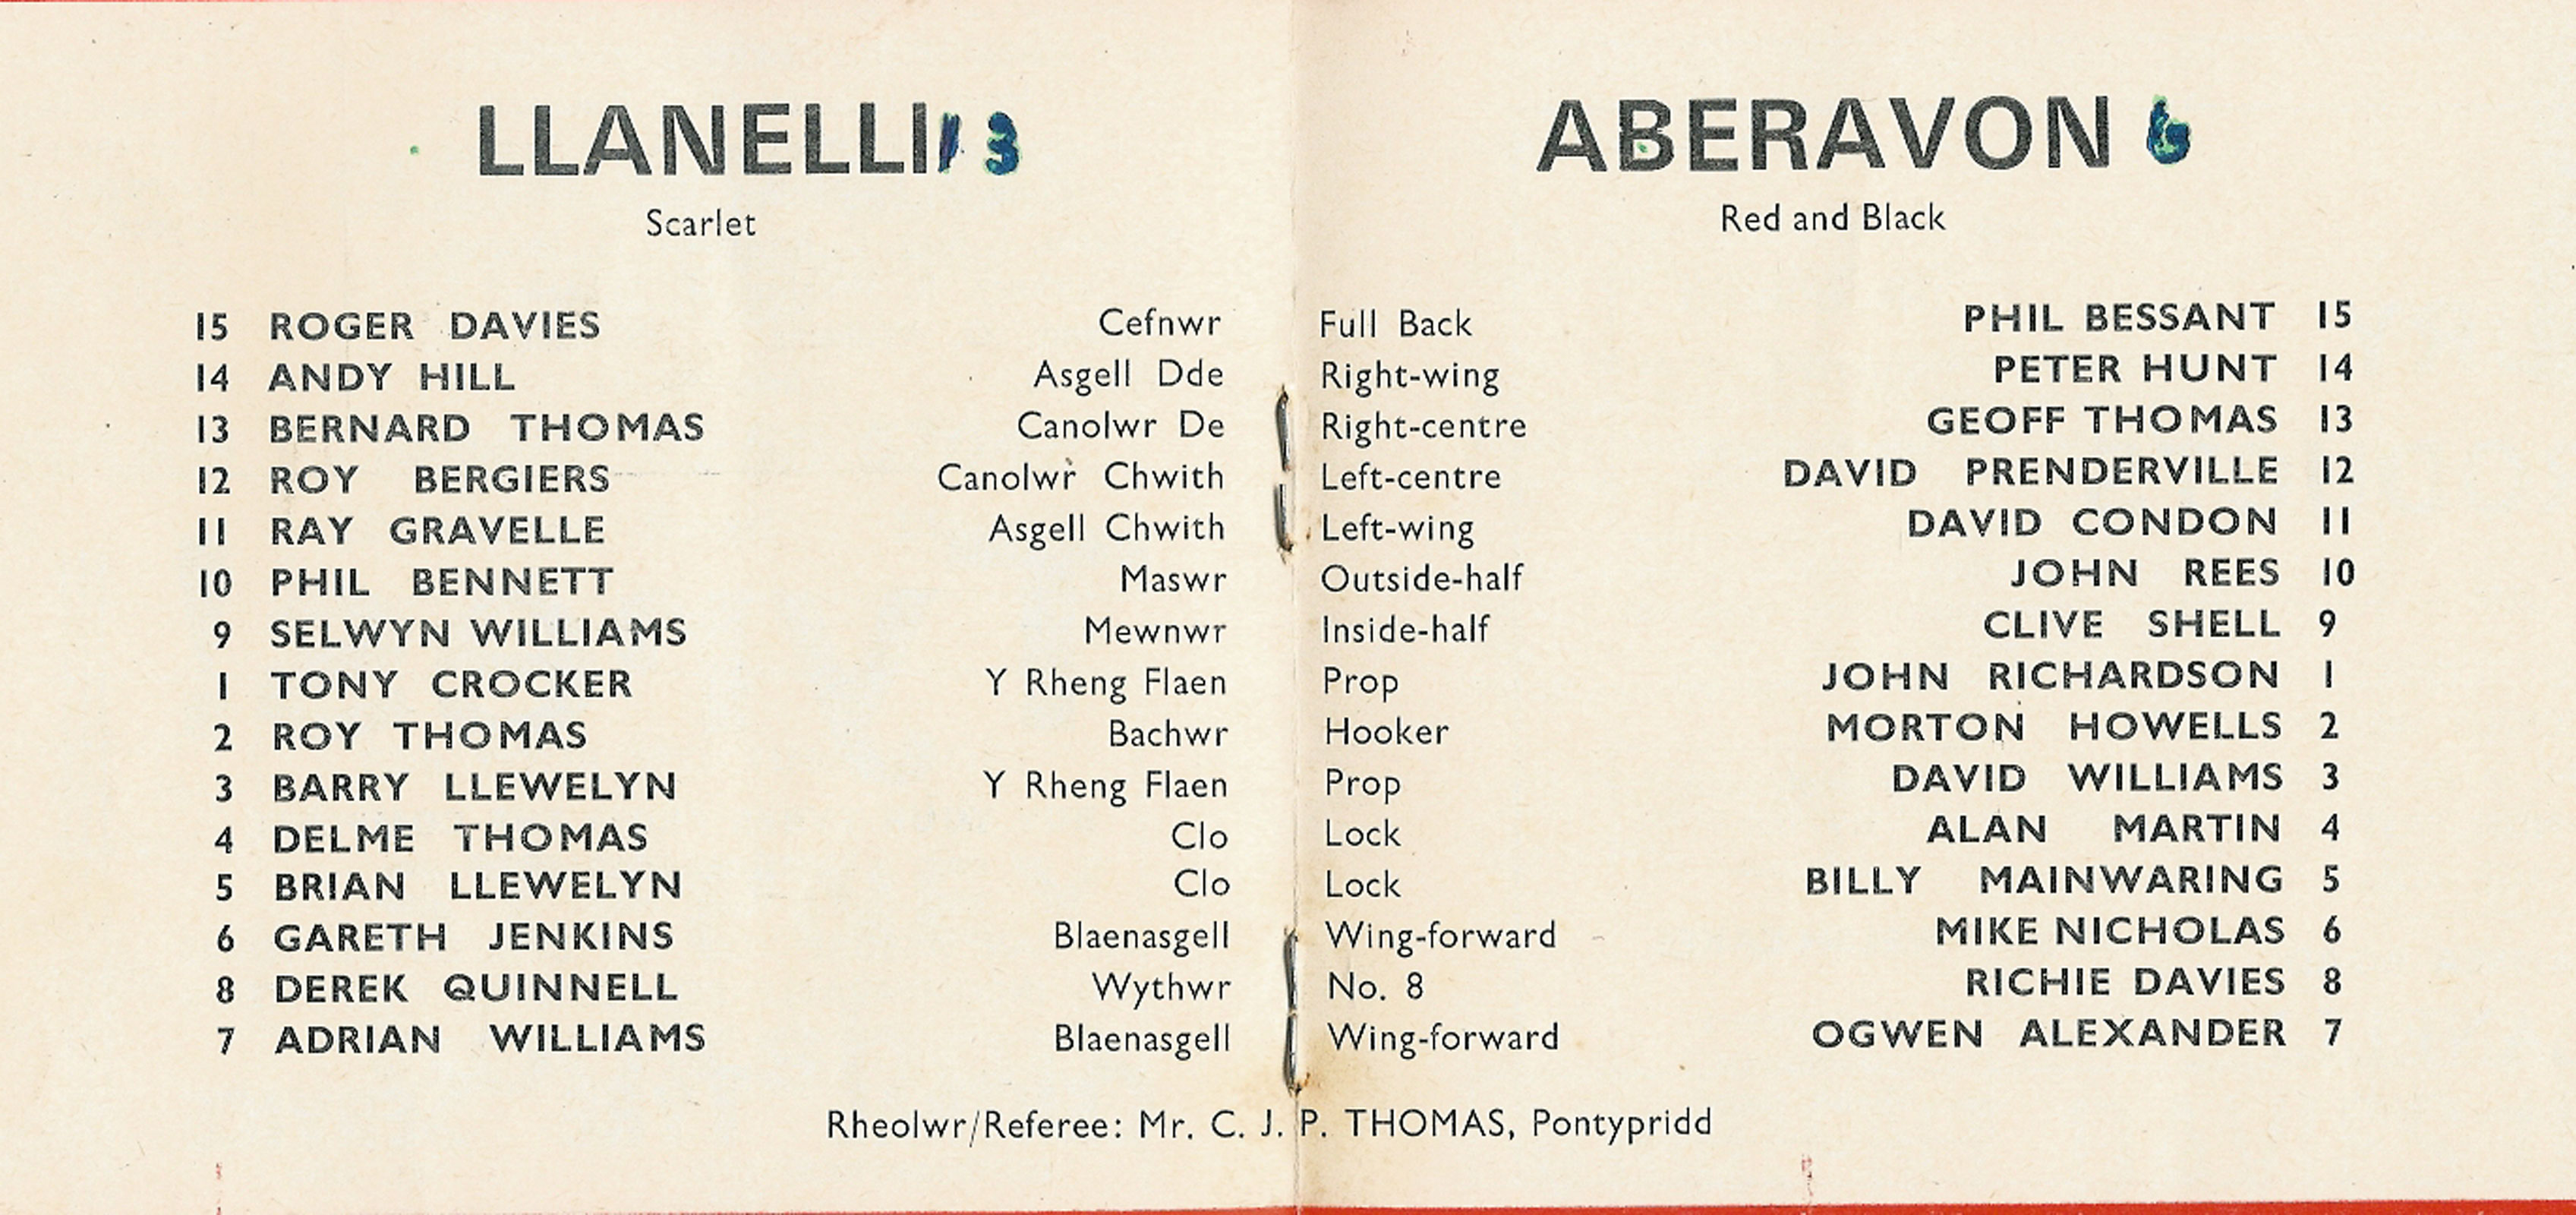 LLANELLI 13 ABERAVON 6
Scarlet Red and Black
15 ROGER DAVIES Cefnwr Full Back PHIL BESSANT 15
14 ANDY HILL Asgell Dde Right-wing PETER HUNT 14
13 BERNARD THOMAS Canolwr De Right-centre GEOFF THOMAS 13
12 ROY BERGIERS Canolwr Chwith Left-centre DAVID PRENDERVILLE 12
11 RAY GRAVELLE Asgell Chwith Left-wing DAVID CONDON 11
10 PHIL BENNETT Maswr Outside-half JOHN REES 10
9 SELWYN WILLIAMS Mewnwr Inside-half CLIVE SHELL 9
1 TONY CROCKER Y Rheng Flaen Prop JOHN RICHARDSON 1
2 ROY THOMAS Bachwr Hooker MORTON HOWELLS 2
3 BARRY LLEWELYN Y Rheng Flaen Prop DAVID WILLIAMS 3
4 DELME THOMAS Clo Lock ALAN MARTIN 4
5 BRIAN LLEWELYN Clo Lock BILLY MAINWARING 5
6 GARETH JENKINS Blaenasgell Wing-forward MIKE NICHOLAS 6
8 DEREK QUINNELL Wythwr No. 8 RICHIE DAVIES 8
7 ADRIAN WILLIAMS Blaenasgell Wing-forward OGWEN ALEXANDER 7
Rheolwr/Referee: Mr. C. J. P. THOMAS, Pontypridd